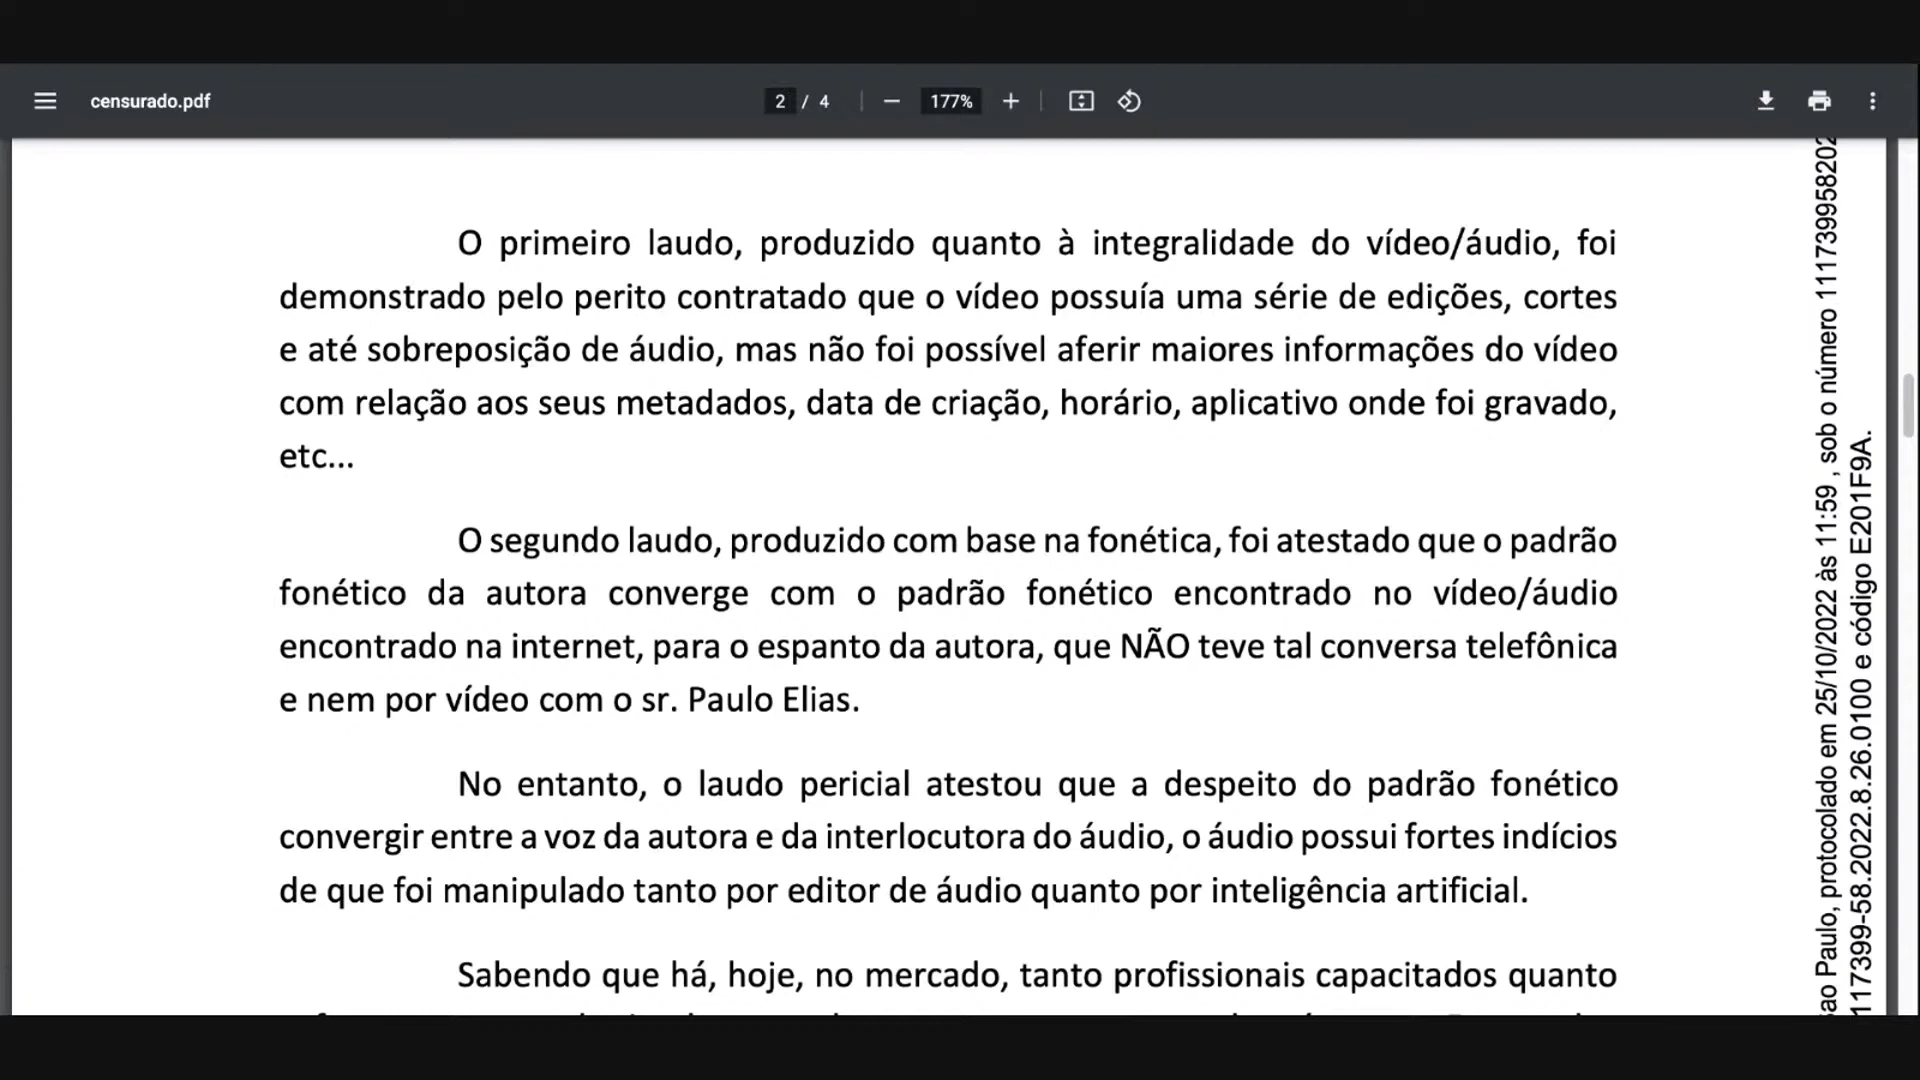 censurado.pdf
2 / 4
177%
O primeiro laudo, produzido quanto à integralidade do vídeo/áudio, foi
demonstrado pelo perito contratado que o vídeo possuía uma série de edições, cortes
e até sobreposição de áudio, mas não foi possível aferir maiores informações do vídeo
com relação aos seus metadados, data de criação, horário, aplicativo onde foi gravado,
etc...
O segundo laudo, produzido com base na fonética, foi atestado que o padrão
fonético da autora converge com o padrão fonético encontrado no vídeo/áudio
encontrado na internet, para o espanto da autora, que NÃO teve tal conversa telefônica
e nem por vídeo com o sr. Paulo Elias.
No entanto, o laudo pericial atestou que a despeito do padrão fonético
convergir entre a voz da autora e da interlocutora do áudio, o áudio possui fortes indícios
de que foi manipulado tanto por editor de áudio quanto por inteligência artificial.
Sabendo que há, hoje, no mercado, tanto profissionais capacitados quanto
ao Paulo, protocolado em 25/10/2022 às 11:59 , sob o número 111739958202
117399-58.2022.8.26.0100 e código E201F9A.